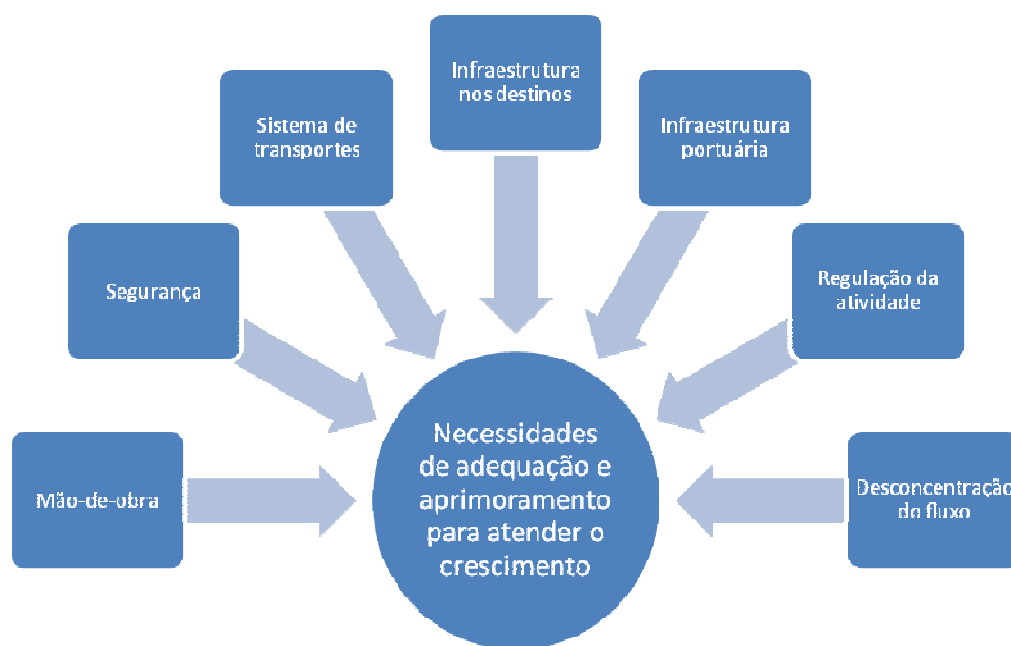 Infraestrutura
nos destinos
Sistema de
transportes
Infraestrutura
portuária
Segurança
Regulação da
atividade
Mão-de-obra
Necessidades
de adequação e
aprimoramento
para atender o
crescimento
Desconcentração
do fluxo